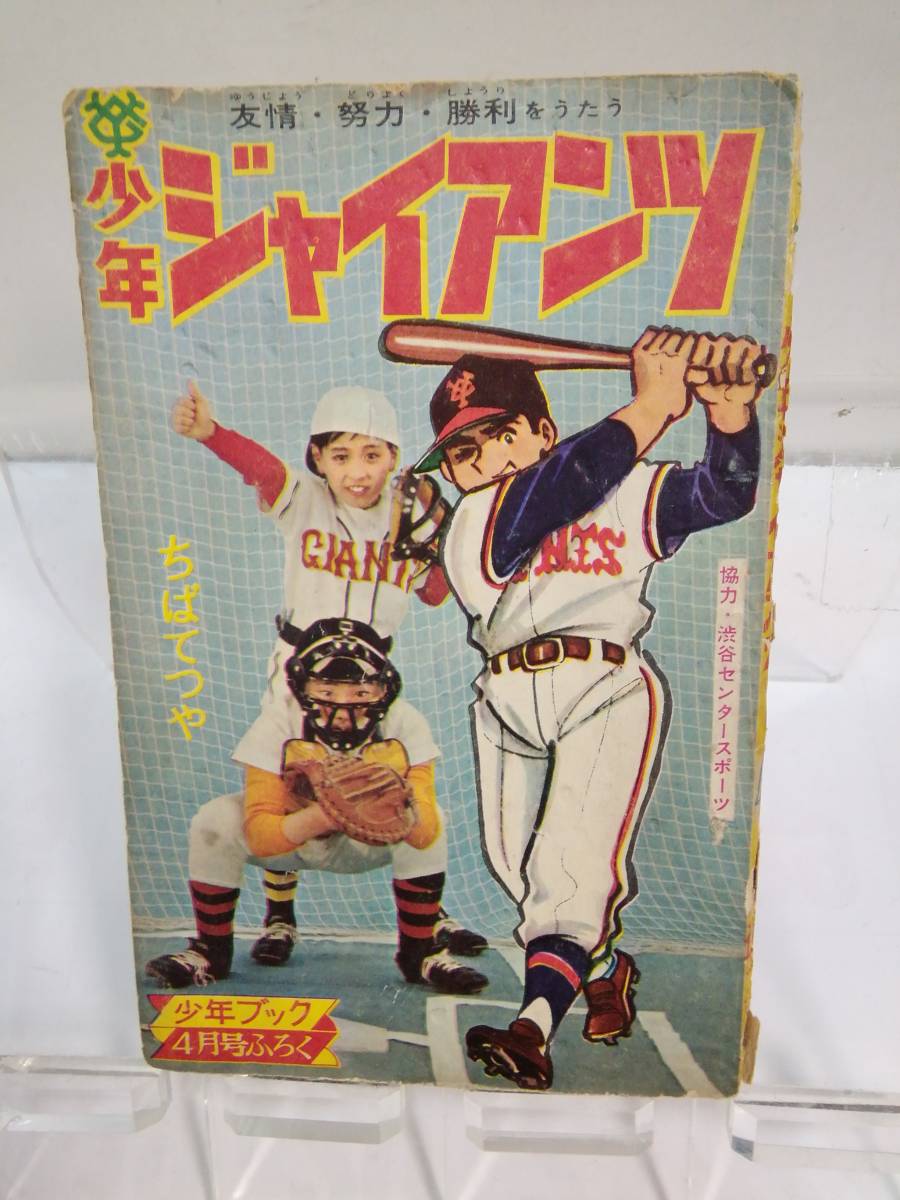 友情・努力・勝利をうたう
ゆうじょう どりょく しょうり
少年
ジャイアンツ
GIANT
NTS
ちばてつや
協力・渋谷センタースポーツ
少年ブック
4月号ふろく